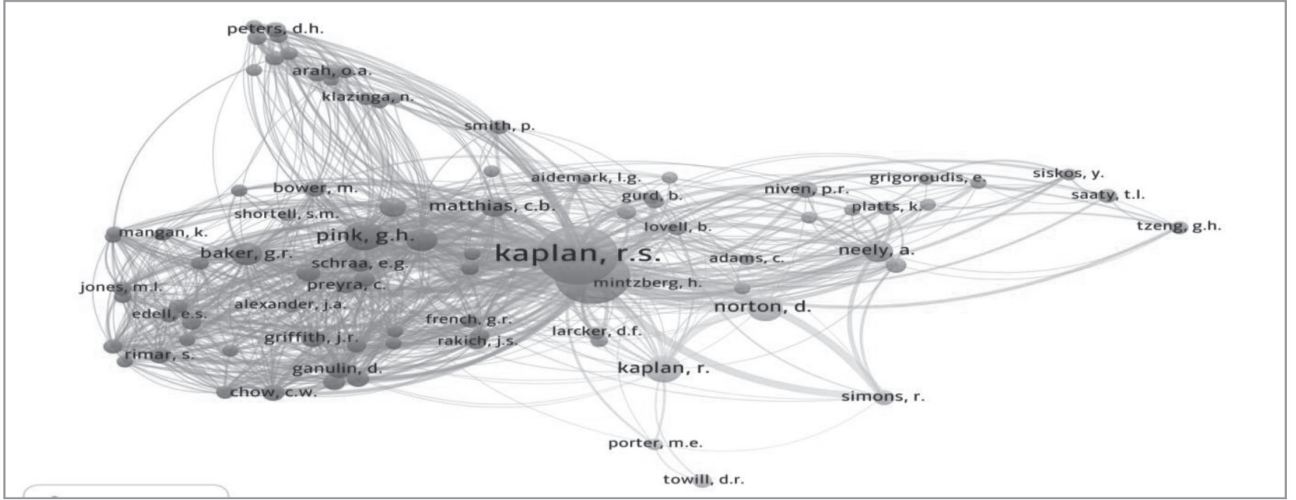 peters, d.h.
arah, o.a.
klazinga, n.
smith, p.
siskos, y.
aidemark, l.g.
grigoroudis, e.
bower, m.
niven, p.r.
saaty, t.l.
gurd, b.
matthias, c.b.
platts, k.
shortell, s.m.
tzeng, g.h.
lovell, b.
mangan, k.
pink, g.h.
neely, a.
baker, g.r.
kaplan, r.s.
adams, c.
schraa, e.g.
jones, m.l.
preyra, c.
mintzberg, h.
alexander, j.a.
norton, d.
edell, e.s.
french, g.r.
larcker, d.f.
griffith, j.r.
rakich, j.s.
rimar, s.
ganulin, d.
kaplan, r.
chow, c.w.
simons, r.
porter, m.e.
towill, d.r.